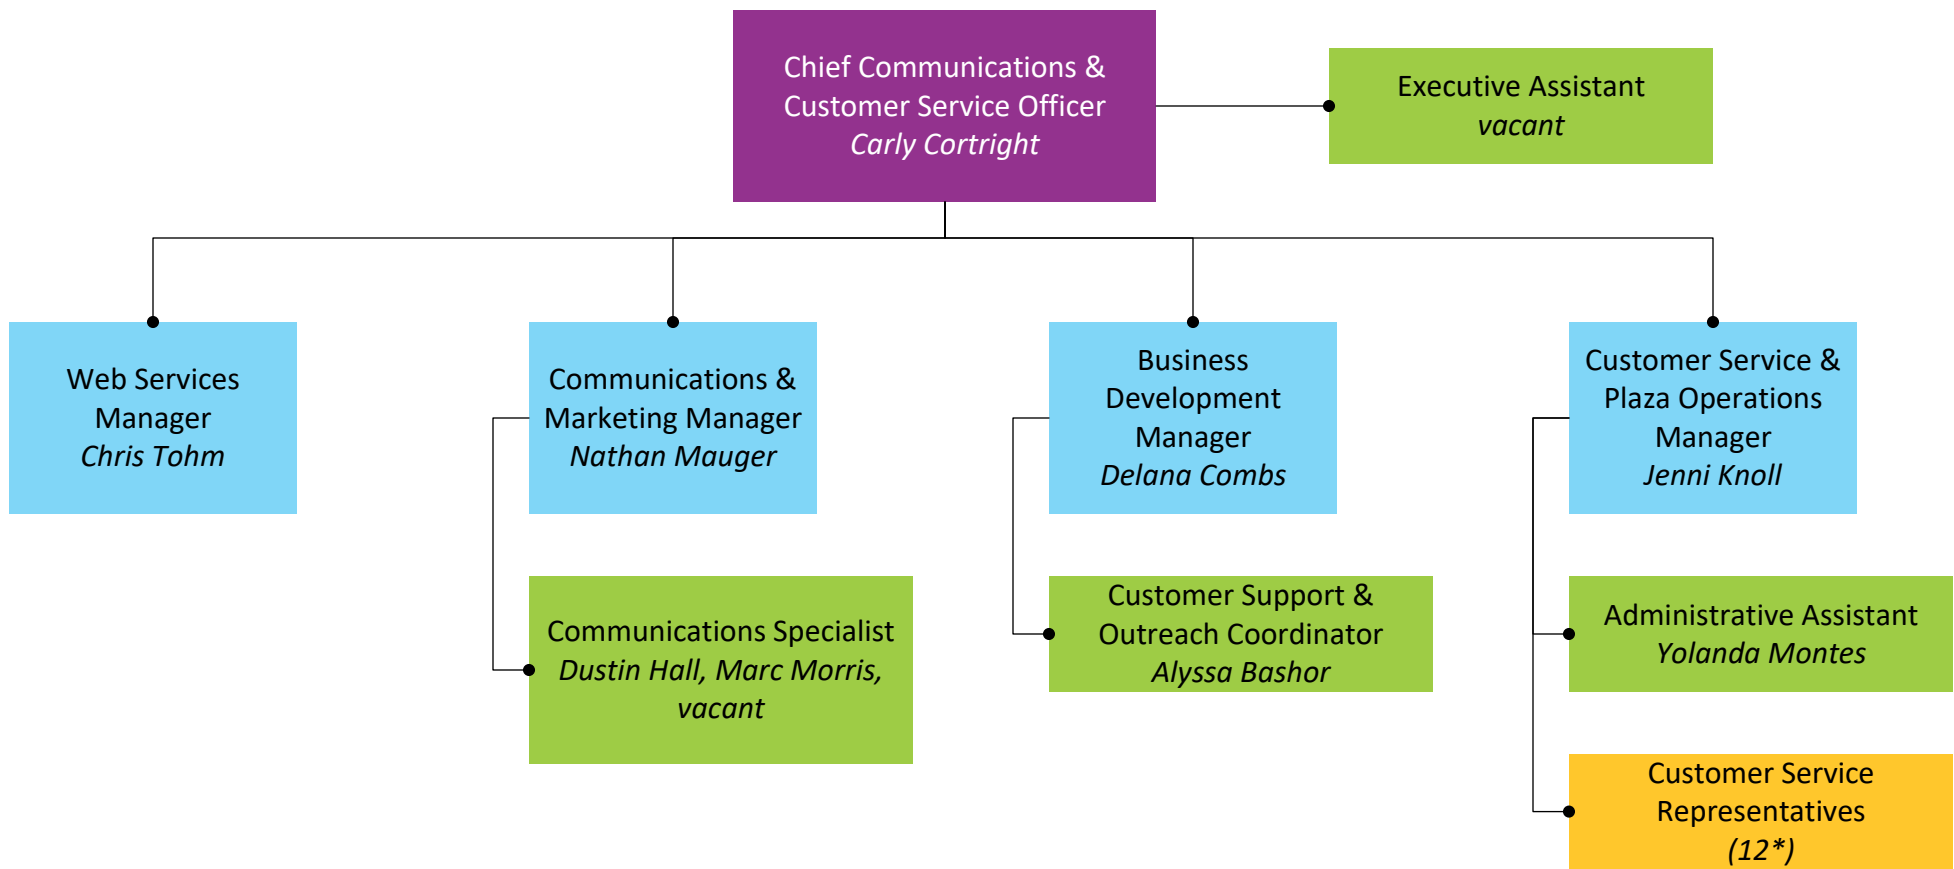 Chief Communications &
Customer Service Officer
Carly Cortright
Executive Assistant
vacant
Web Services
Manager
Chris Tohm
Communications &
Marketing Manager
Nathan Mauger
Business
Development
Manager
Delana Combs
Customer Service &
Plaza Operations
Manager
Jenni Knoll
Communications Specialist
Dustin Hall, Marc Morris,
vacant
Customer Support &
Outreach Coordinator
Alyssa Bashor
Administrative Assistant
Yolanda Montes
Customer Service
Representatives
(12*)